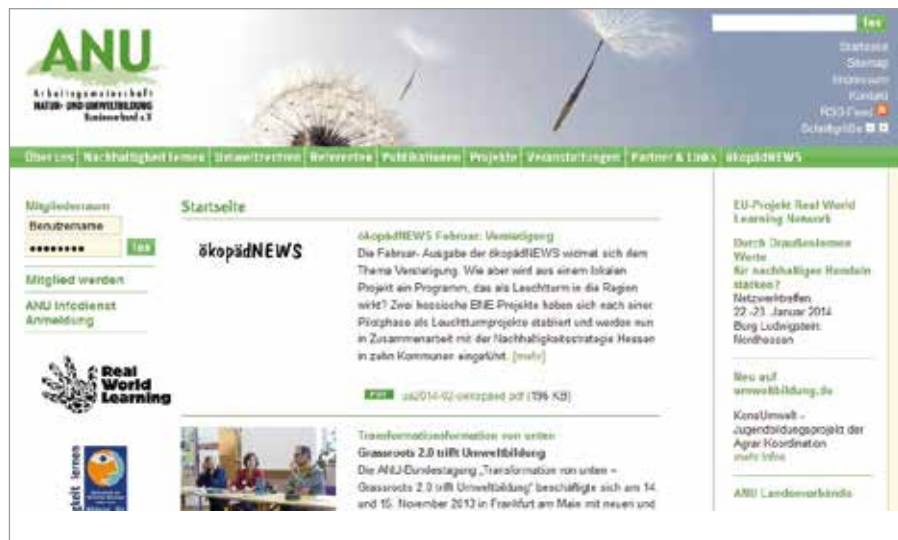 ANU
Arbeitsgemeinschaft
NATUR- UND UMWELTBILDUNG
Bundesverband e.V.
los
Startseite
Sitemap
Impressum
Kontakt
RSS-Feed
Schriftgröße
Über uns Nachhaltigkeit lernen Umweltzentren Referenten Publikationen Projekte Veranstaltungen Partner & Links ökopädNEWS
Mitgliederraum
Benutzername
los
Mitglied werden
ANU Infodienst
Anmeldung
Real
World
Learning
gkeit lernen
Startseite
ökopädNEWS
ökopädNEWS Februar: Verstetigung
Die Februar- Ausgabe der ökopädNEWS widmet sich dem
Thema Verstetigung. Wie aber wird aus einem lokalen
Projekt ein Programm, das als Leuchtturm in die Region
wirkt? Zwei hessische BNE-Projekte haben sich nach einer
Pilotphase als Leuchtturmprojekte etabliert und werden nun
in Zusammenarbeit mit der Nachhaltigkeitsstrategie Hessen
in zehn Kommunen eingeführt. [mehr]
PDF (196 KB)
Transformationsformation von unten
Grassroots 2.0 trifft Umweltbildung
Die ANU-Bundestagung „Transformation von unten –
Grassroots 2.0 trifft Umweltbildung" beschäftigte sich am 14.
und 15. November 2013 in Frankfurt am Main mit neuen und
EU-Projekt Real World
Learning Network
Durch Draußenlernen
Werte
für nachhaltiges Handeln
stärken?
Netzwerktreffen
22.-23. Januar 2014
Burg Ludwigstein:
Nordhessen
Neu auf
umweltbildung.de
KonsUmwelt -
Jugendbildungsprojekt der
Agrar Koordination
mehr Infos
ANU Landesverbände